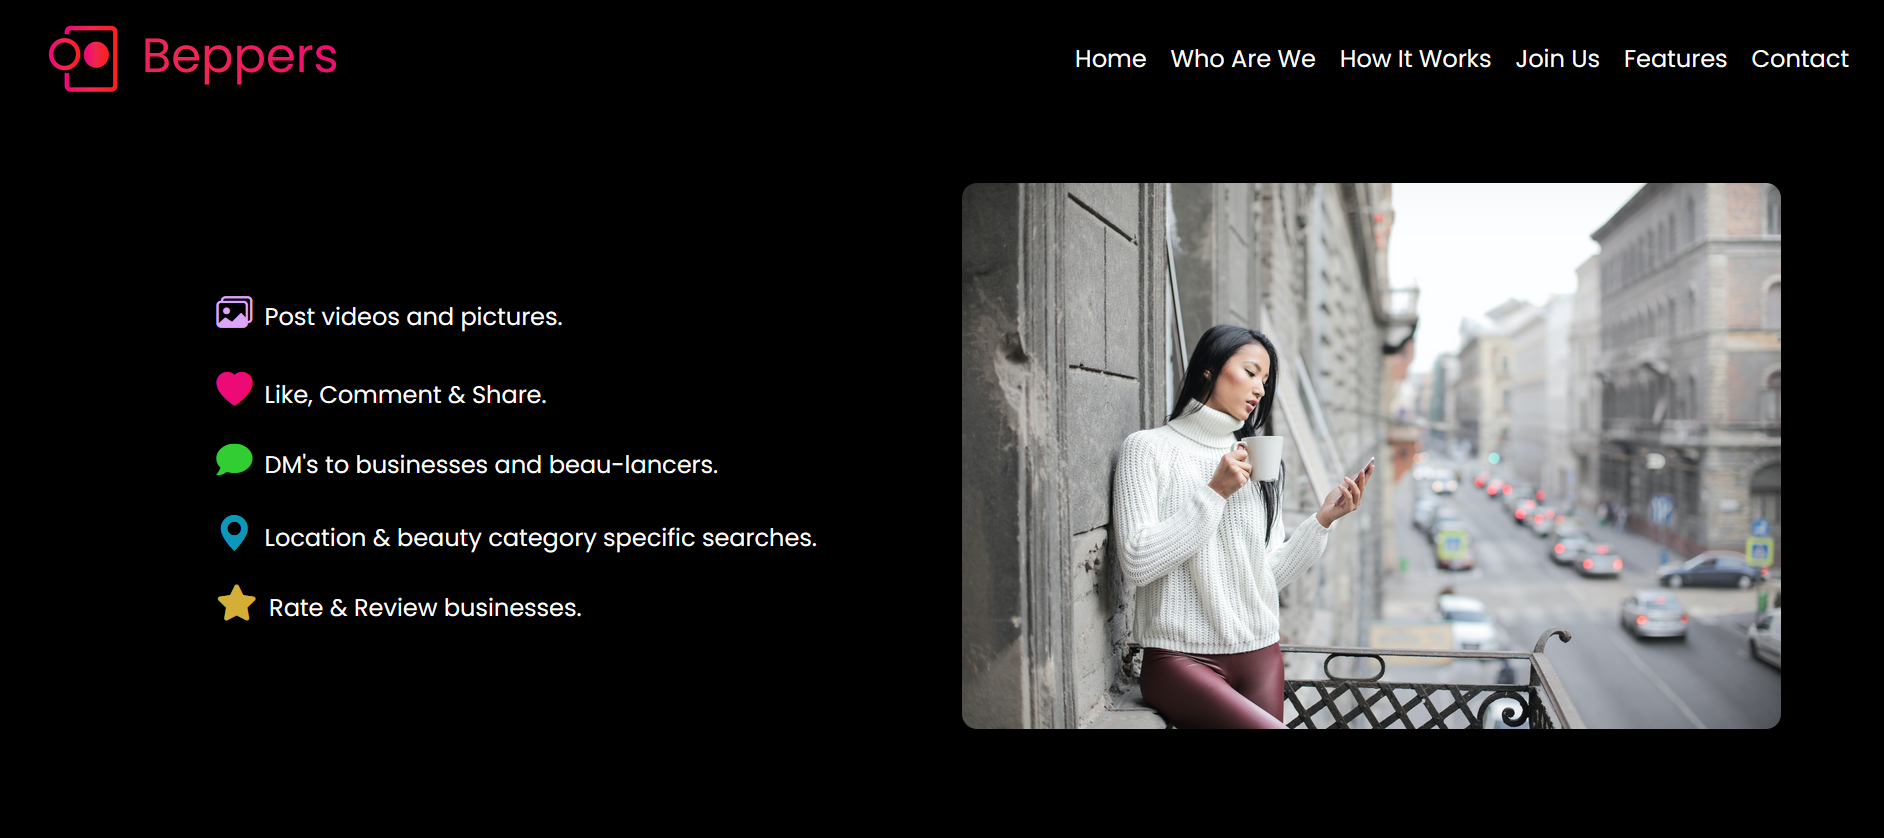 Beppers
Home Who Are We How It Works Join Us Features Contact
Post videos and pictures.
Like, Comment & Share.
DM's to businesses and beau-lancers.
Location & beauty category specific searches.
Rate & Review businesses.